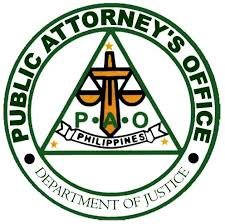 PUBLIC ATTORNEY'S OFFICE
P • A • O
PHILIPPINES
• DEPARTMENT OF JUSTICE •